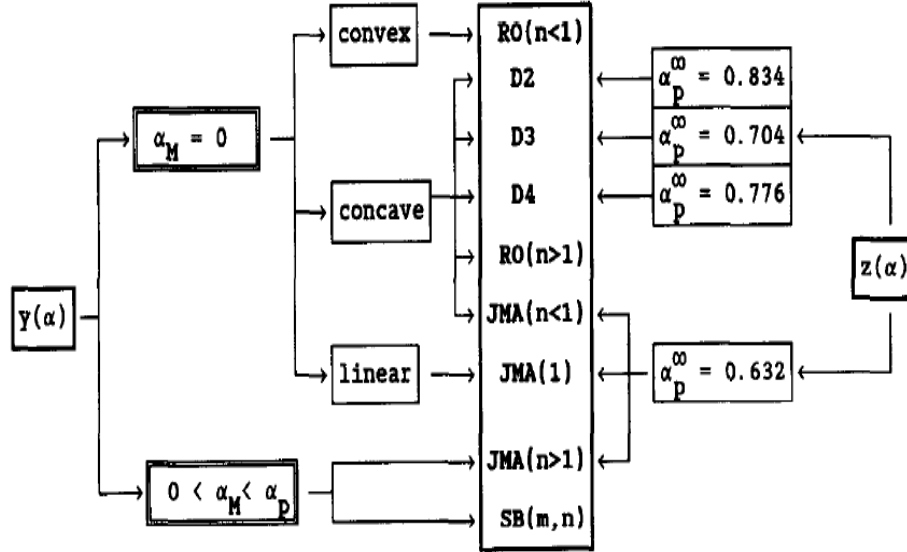 convex
RO(n<1)
D2
α_p^∞ = 0.834
α_M = 0
D3
α_p^∞ = 0.704
concave
D4
α_p^∞ = 0.776
RO(n>1)
z(α)
y(α)
JMA(n<1)
linear
JMA(1)
α_p^∞ = 0.632
0 < α_M < α_p
JMA(n>1)
SB(m,n)